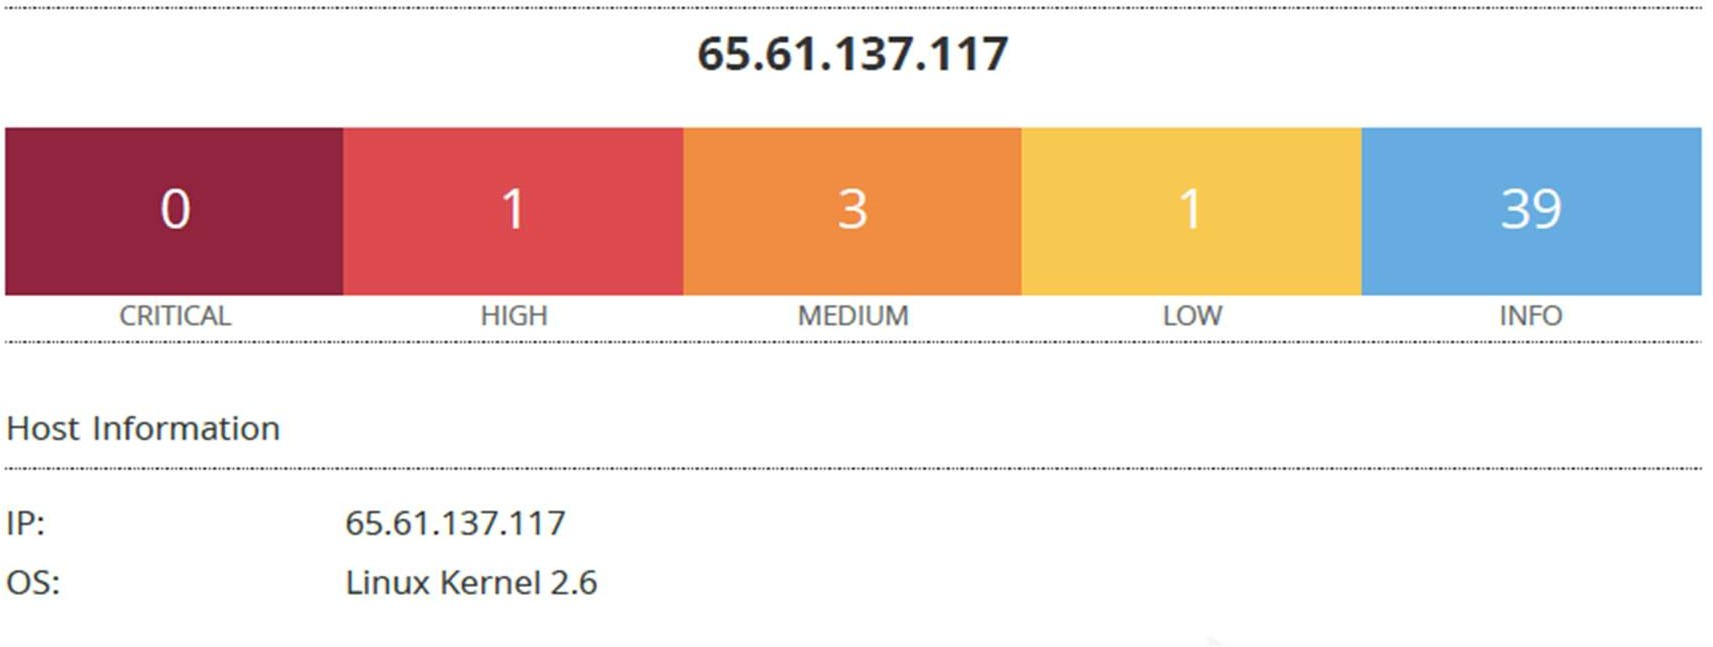 65.61.137.117
0 1 3 1 39
CRITICAL HIGH MEDIUM LOW INFO
Host Information
IP: 65.61.137.117
OS: Linux Kernel 2.6